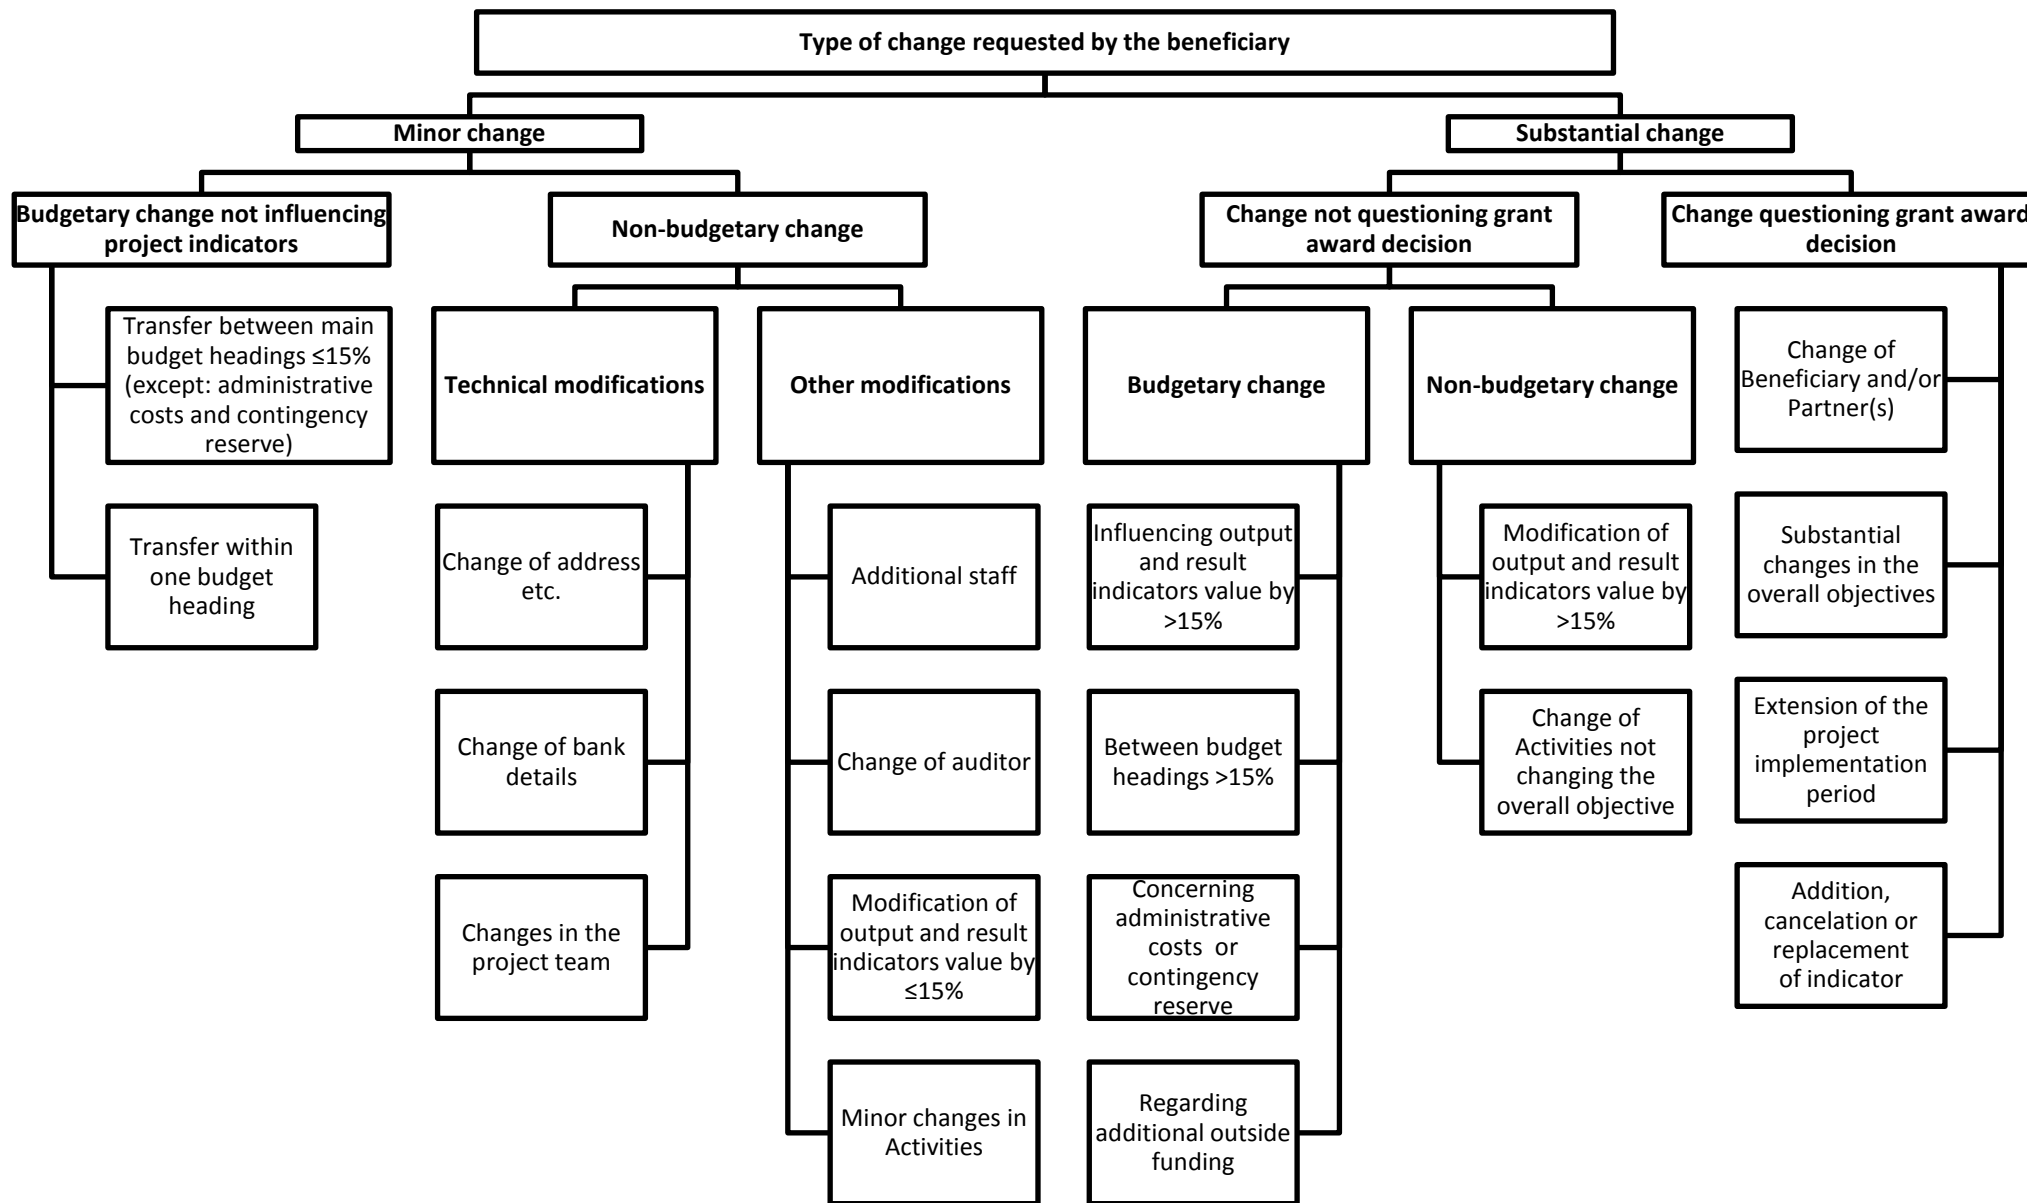 Type of change requested by the beneficiary
Minor change
Substantial change
Budgetary change not influencing
project indicators
Non-budgetary change
Change not questioning grant
award decision
Change questioning grant award
decision
Transfer between main
budget headings ≤15%
(except: administrative
costs and contingency
reserve)
Transfer within
one budget
heading
Technical modifications
Change of address
etc.
Change of bank
details
Changes in the
project team
Other modifications
Additional staff
Change of auditor
Modification of
output and result
indicators value by
≤15%
Minor changes in
Activities
Budgetary change
Influencing output
and result
indicators value by
>15%
Between budget
headings >15%
Concerning
administrative
costs or
contingency
reserve
Regarding
additional outside
funding
Non-budgetary change
Modification of
output and result
indicators value by
>15%
Change of
Activities not
changing the
overall objective
Change of
Beneficiary and/or
Partner(s)
Substantial
changes in the
overall objectives
Extension of the
project
implementation
period
Addition,
cancelation or
replacement
of indicator